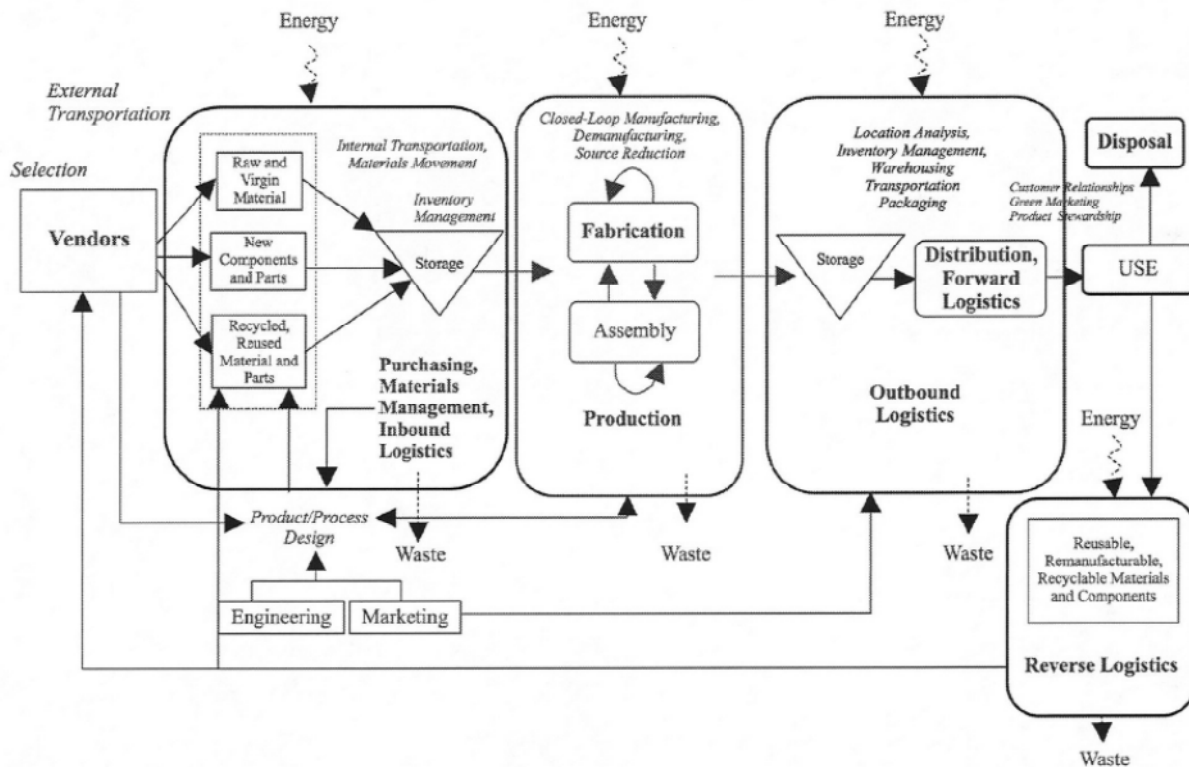 Energy
Energy
Energy
External
Transportation
Selection
Vendors
Raw and
Virgin
Material
New
Components
and Parts
Recycled,
Reused
Material and
Parts
Internal Transportation,
Materials Movement
Inventory
Management
Storage
Purchasing,
Materials
Management,
Inbound
Logistics
Closed-Loop Manufacturing,
Demanufacturing,
Source Reduction
Fabrication
Assembly
Production
Location Analysis,
Inventory Management,
Warehousing
Transportation
Packaging
Storage
Distribution,
Forward
Logistics
Outbound
Logistics
Customer Relationships
Green Marketing
Product Stewardship
Disposal
USE
Energy
Product/Process
Design
Waste
Waste
Waste
Engineering
Marketing
Reusable,
Remanufacturable,
Recyclable Materials
and Components
Reverse Logistics
Waste